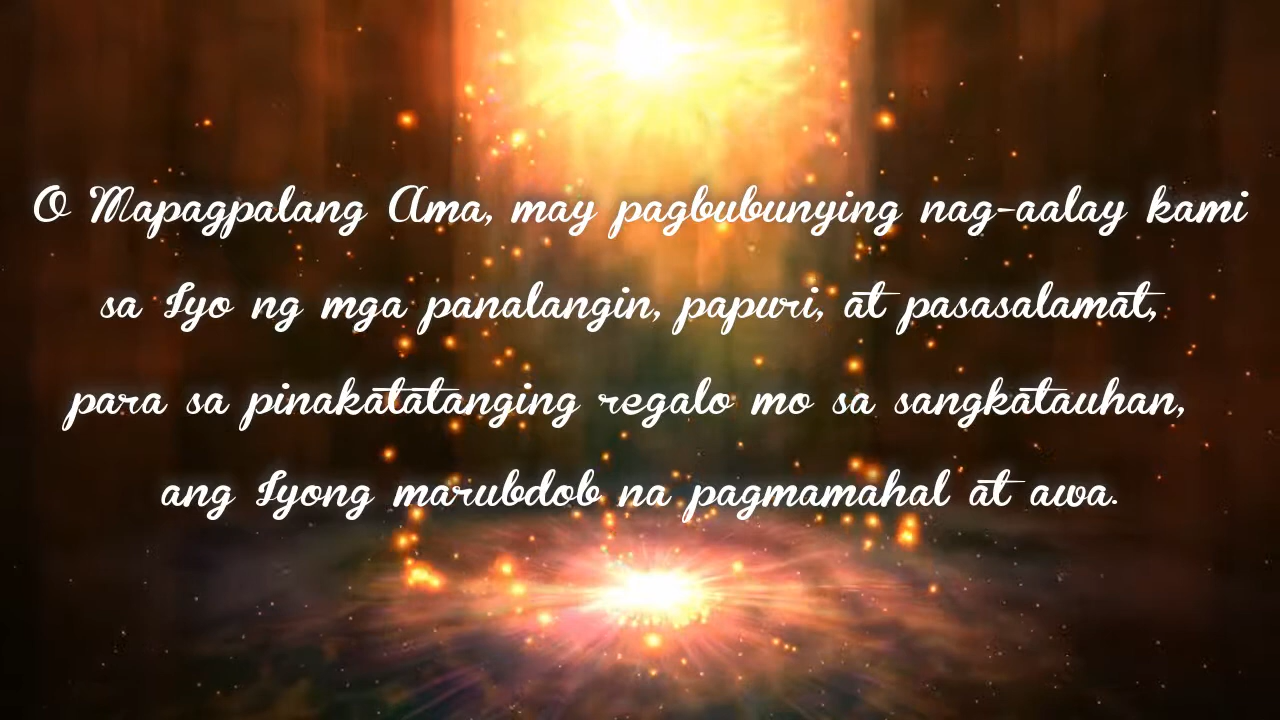 O Mapagpalang Ama, may pagbubunying nag-aalay kami
sa Iyo ng mga panalangin, papuri, at pasasalamat,
para sa pinakatatanging regalo mo sa sangkatauhan,
ang Iyong marubdob na pagmamahal at awa.